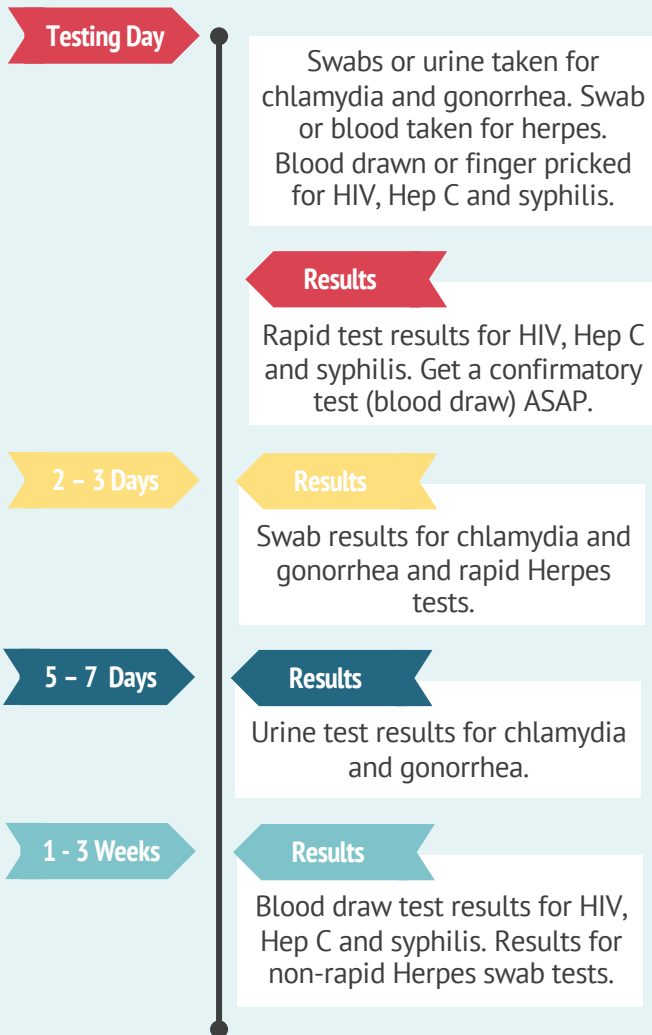 Testing Day
Swabs or urine taken for
chlamydia and gonorrhea. Swab
or blood taken for herpes.
Blood drawn or finger pricked
for HIV, Hep C and syphilis.
Results
Rapid test results for HIV, Hep C
and syphilis. Get a confirmatory
test (blood draw) ASAP.
2 – 3 Days
Results
Swab results for chlamydia and
gonorrhea and rapid Herpes
tests.
5 – 7 Days
Results
Urine test results for chlamydia
and gonorrhea.
1 - 3 Weeks
Results
Blood draw test results for HIV,
Hep C and syphilis. Results for
non-rapid Herpes swab tests.